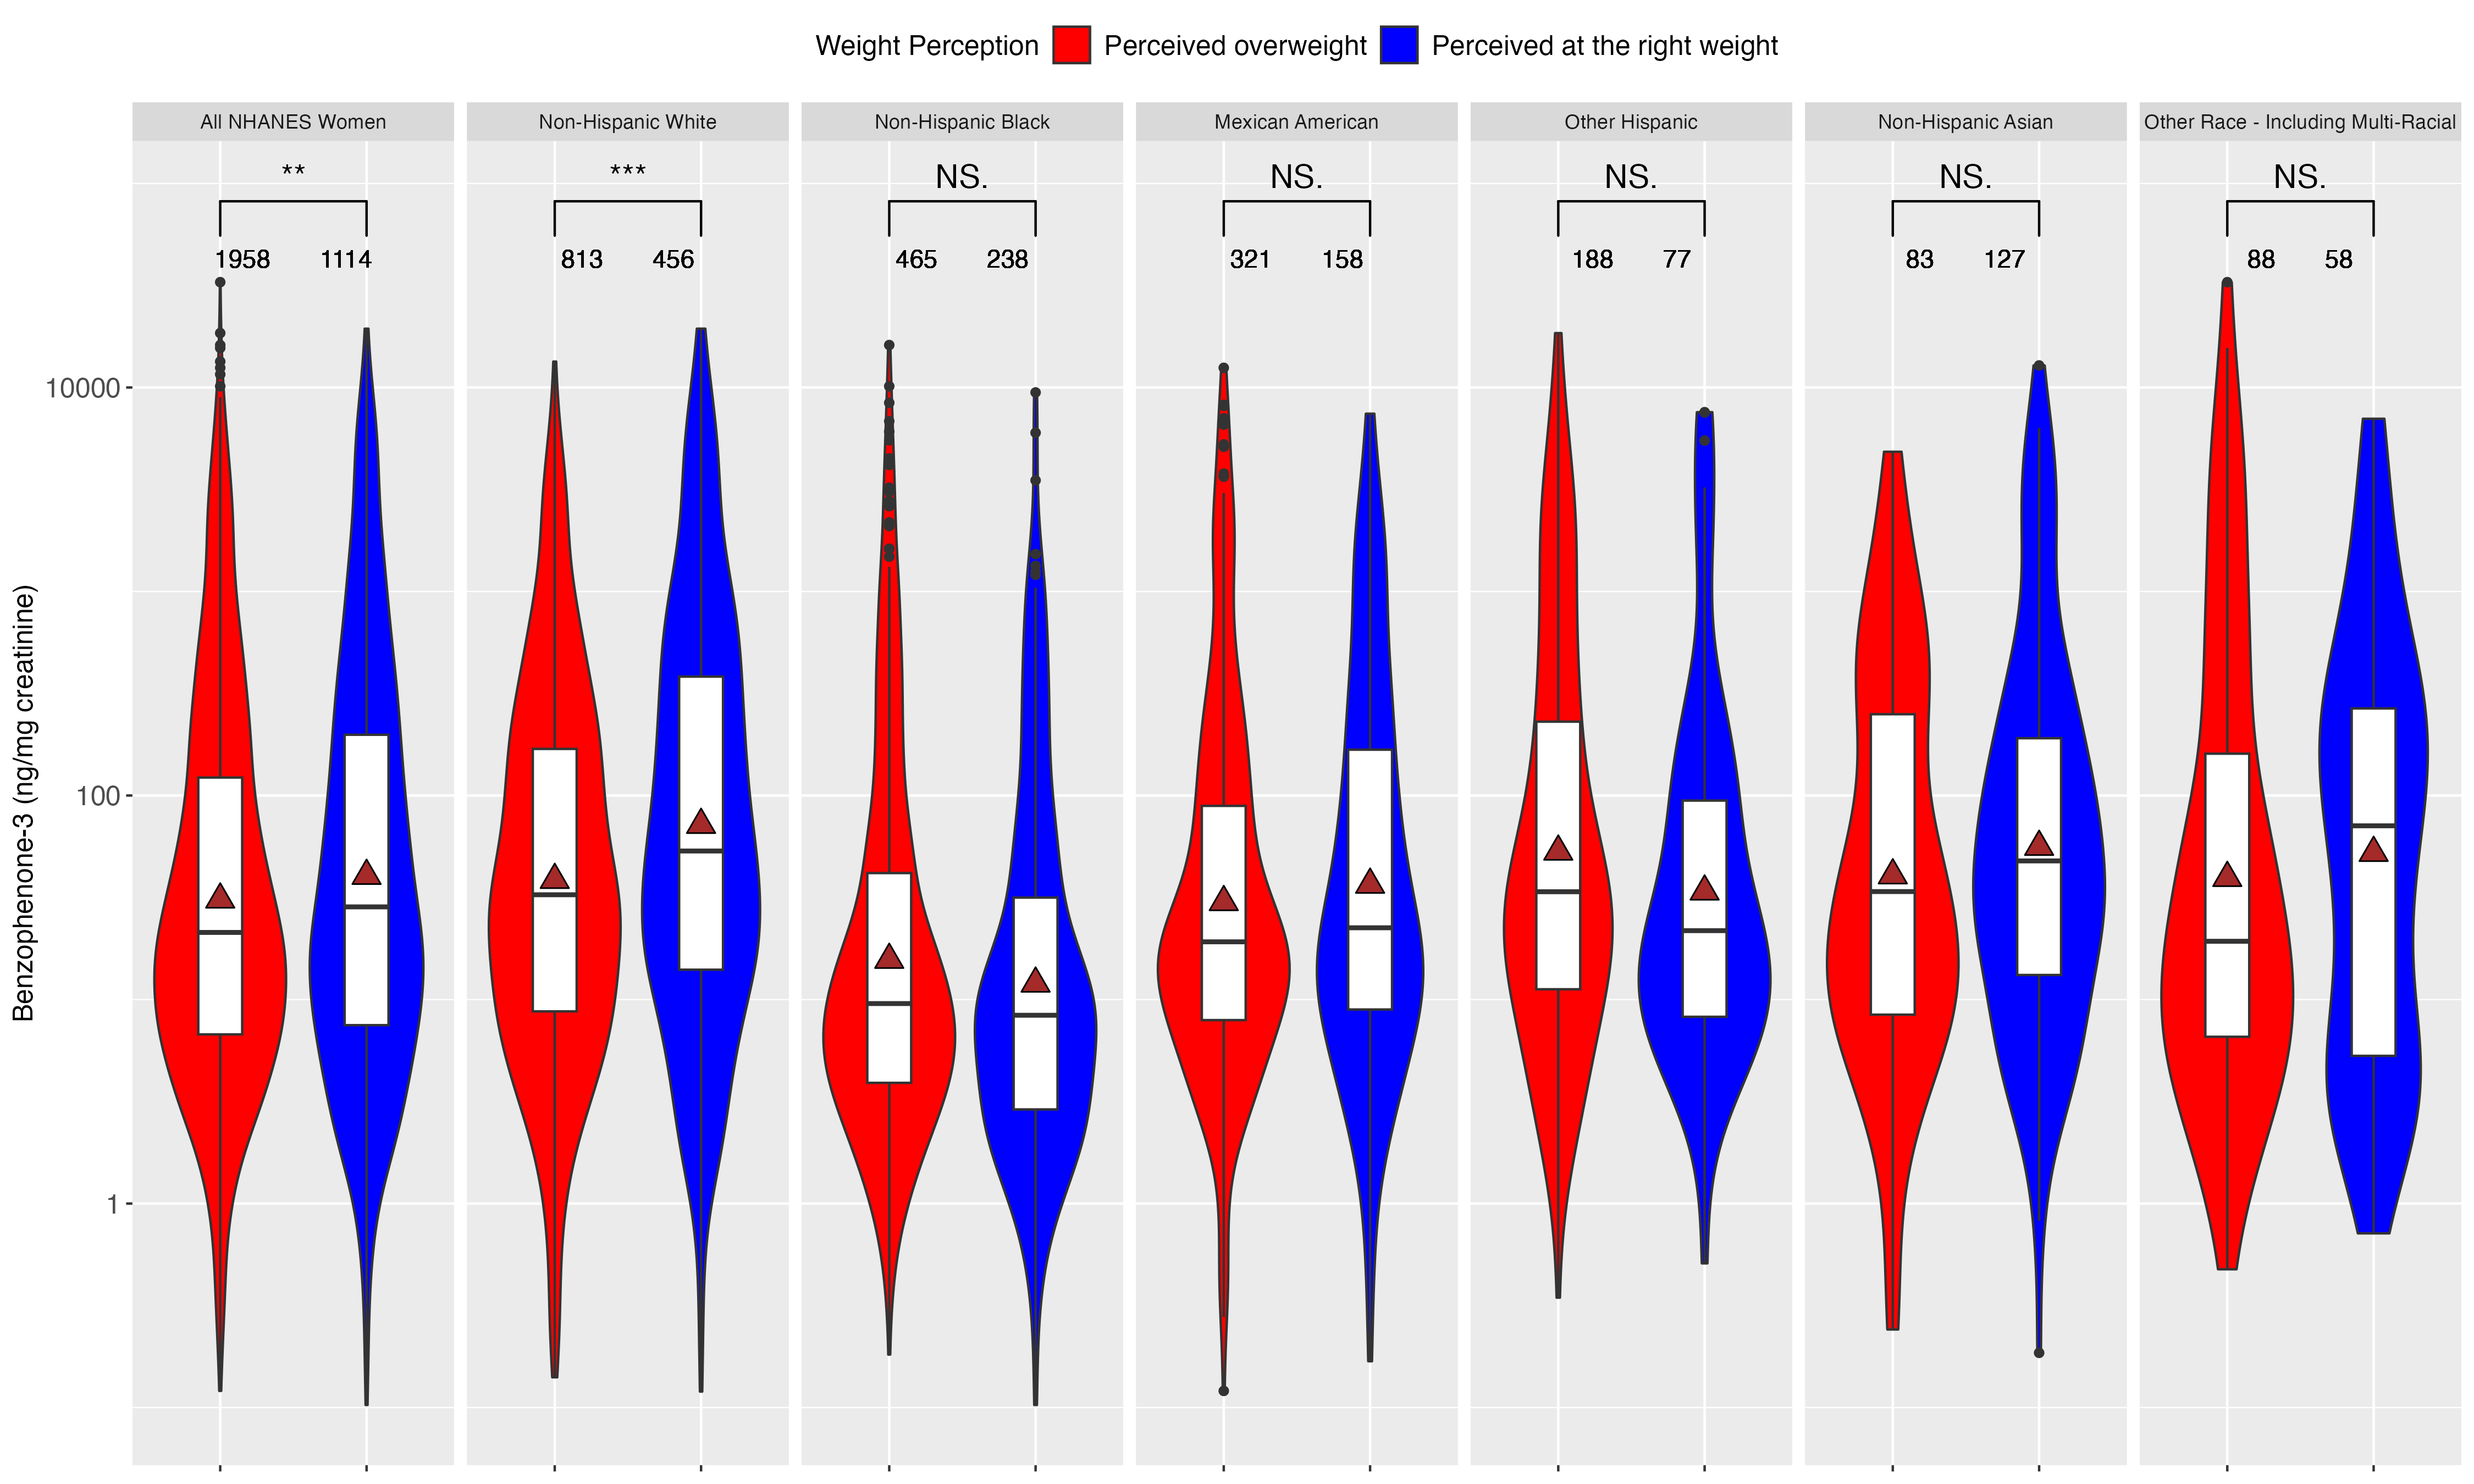 Weight Perception Perceived overweight Perceived at the right weight
All NHANES Women Non-Hispanic White Non-Hispanic Black Mexican American Other Hispanic Non-Hispanic Asian Other Race - Including Multi-Racial
** *** NS. NS. NS. NS. NS.
1958 1114 813 456 465 238 321 158 188 77 83 127 88 58
10000
100
1
Benzophenone-3 (ng/mg creatinine)